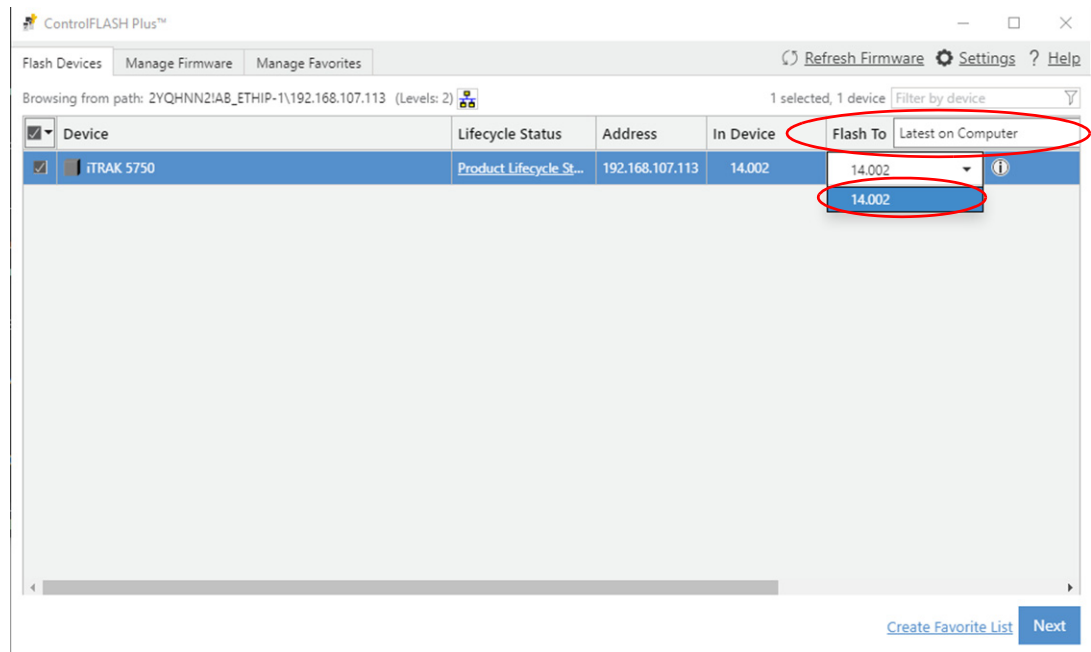 ControlFLASH Plus™
Flash Devices Manage Firmware Manage Favorites Refresh Firmware Settings ? Help
Browsing from path: 2YQHNN2!AB_ETHIP-1\192.168.107.113 (Levels: 2) 1 selected, 1 device Filter by device
Device Lifecycle Status Address In Device Flash To Latest on Computer
iTRAK 5750 Product Lifecycle St... 192.168.107.113 14.002 14.002
14.002
Create Favorite List Next